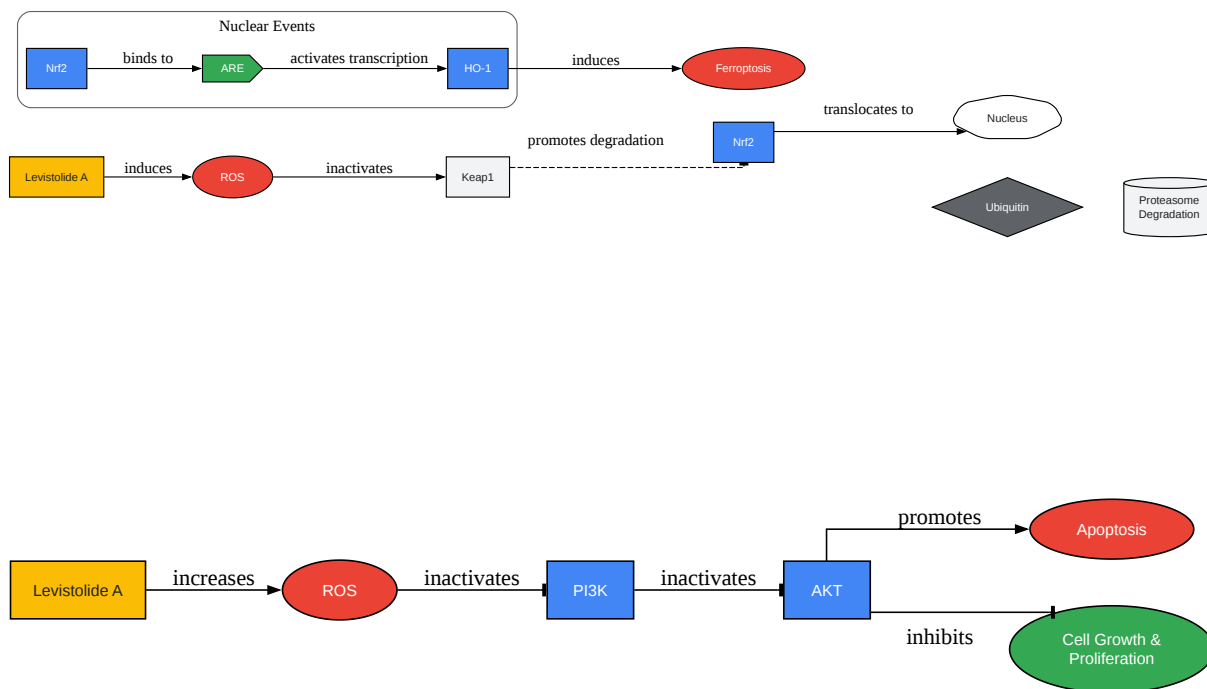 Nuclear Events
Nrf2
binds to
ARE
activates transcription
HO-1
induces
Ferroptosis
translocates to
Nucleus
promotes degradation
Nrf2
Levistolide A
induces
ROS
inactivates
Keap1
Ubiquitin
Proteasome
Degradation
promotes
Apoptosis
Levistolide A
increases
ROS
inactivates
PI3K
inactivates
AKT
inhibits
Cell Growth &
Proliferation